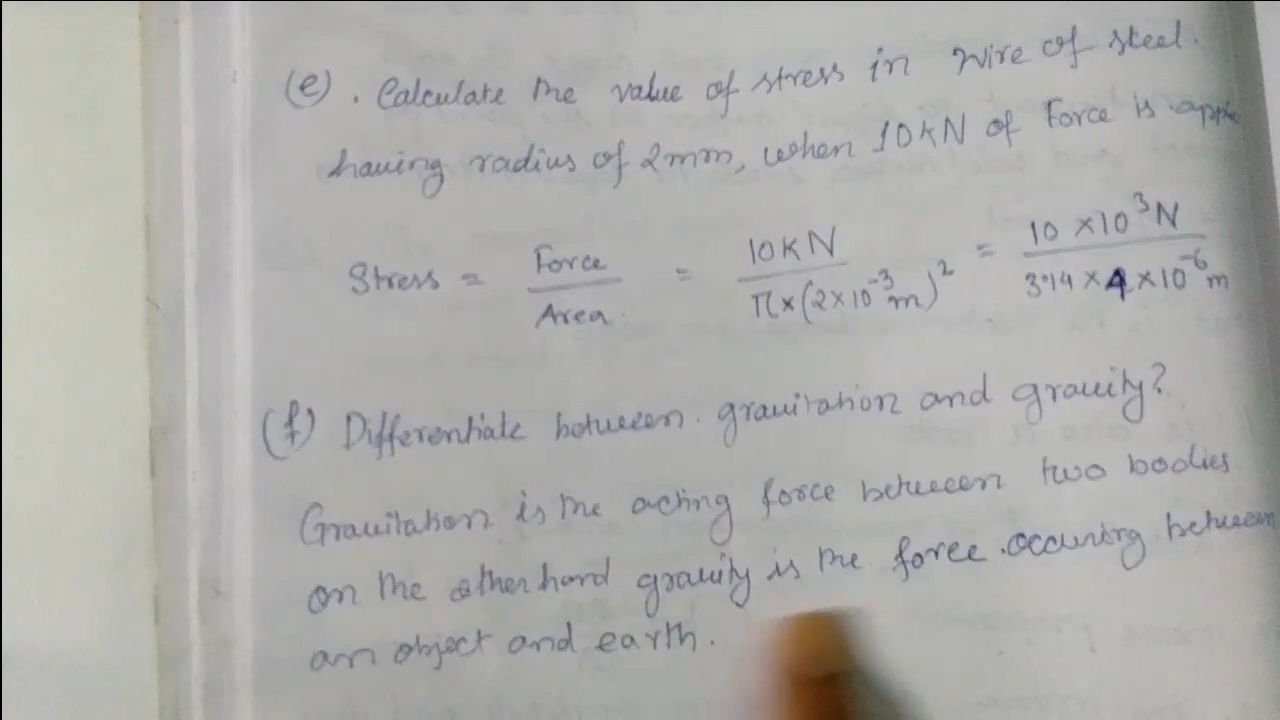 (e). Calculate the value of stress in wire of steel.
having radius of 2mm, when 10KN of Force is
Stress = Force / Area = 10KN / π×(2×10⁻³m)² = 10×10³N / 3.14×4×10⁻⁶m
(f) Differentiate between gravitation and gravity?
Gravitation is the acting force between two bodies
on the other hand gravity is the force occuring between
an object and earth.